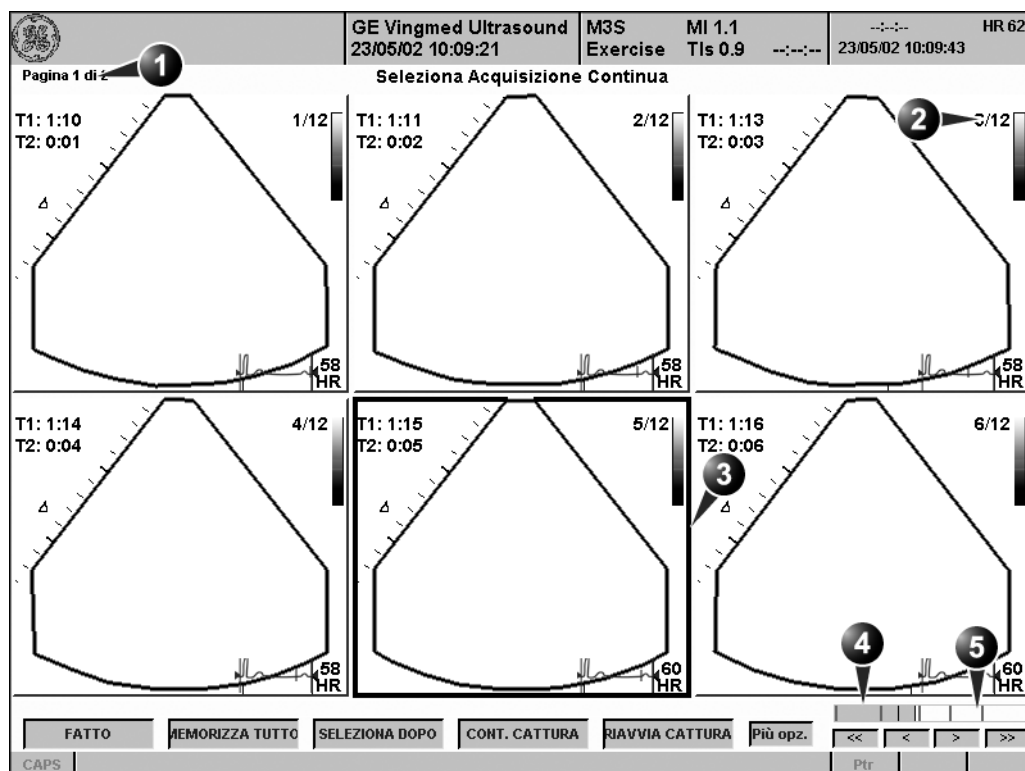 GE Vingmed Ultrasound
23/05/02 10:09:21
M3S MI 1.1
Exercise TIs 0.9 --:--:--
--:--:-- HR 62
23/05/02 10:09:43
Pagina 1 di
1
Seleziona Acquisizione Continua
T1: 1:10 1/12
T2: 0:01
T1: 1:11 2/12
T2: 0:02
T1: 1:13 2 /12
T2: 0:03
58
HR
58
HR
58
HR
T1: 1:14 4/12
T2: 0:04
T1: 1:15 5/12
T2: 0:05
T1: 1:16 6/12
T2: 0:06
3
4
5
58
HR
60
HR
60
HR
FATTO
MEMORIZZA TUTTO
SELEZIONA DOPO
CONT. CATTURA
RIAVVIA CATTURA
Più opz.
<< < > >>
CAPS
Ptr